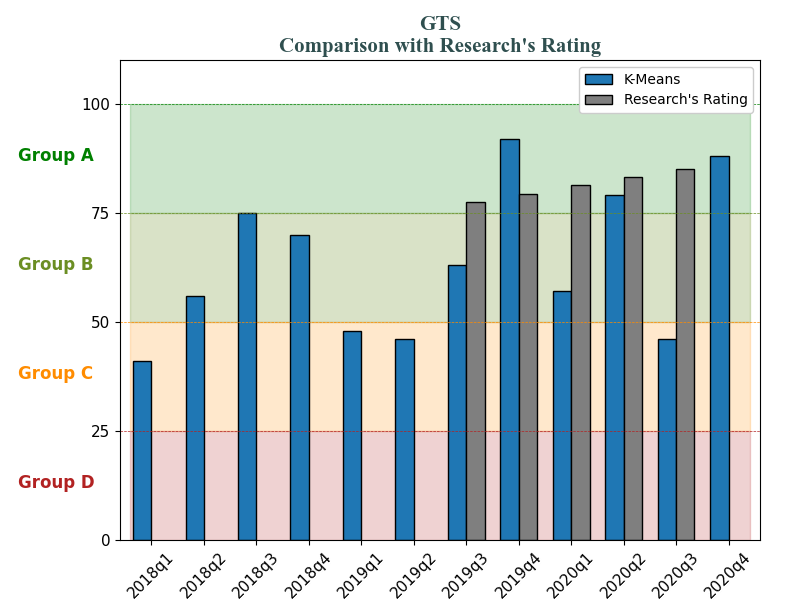 GTS
Comparison with Research's Rating
K-Means
Research's Rating
100
Group A
75
Group B
50
Group C
25
Group D
0
2018q1 2018q2 2018q3 2018q4 2019q1 2019q2 2019q3 2019q4 2020q1 2020q2 2020q3 2020q4